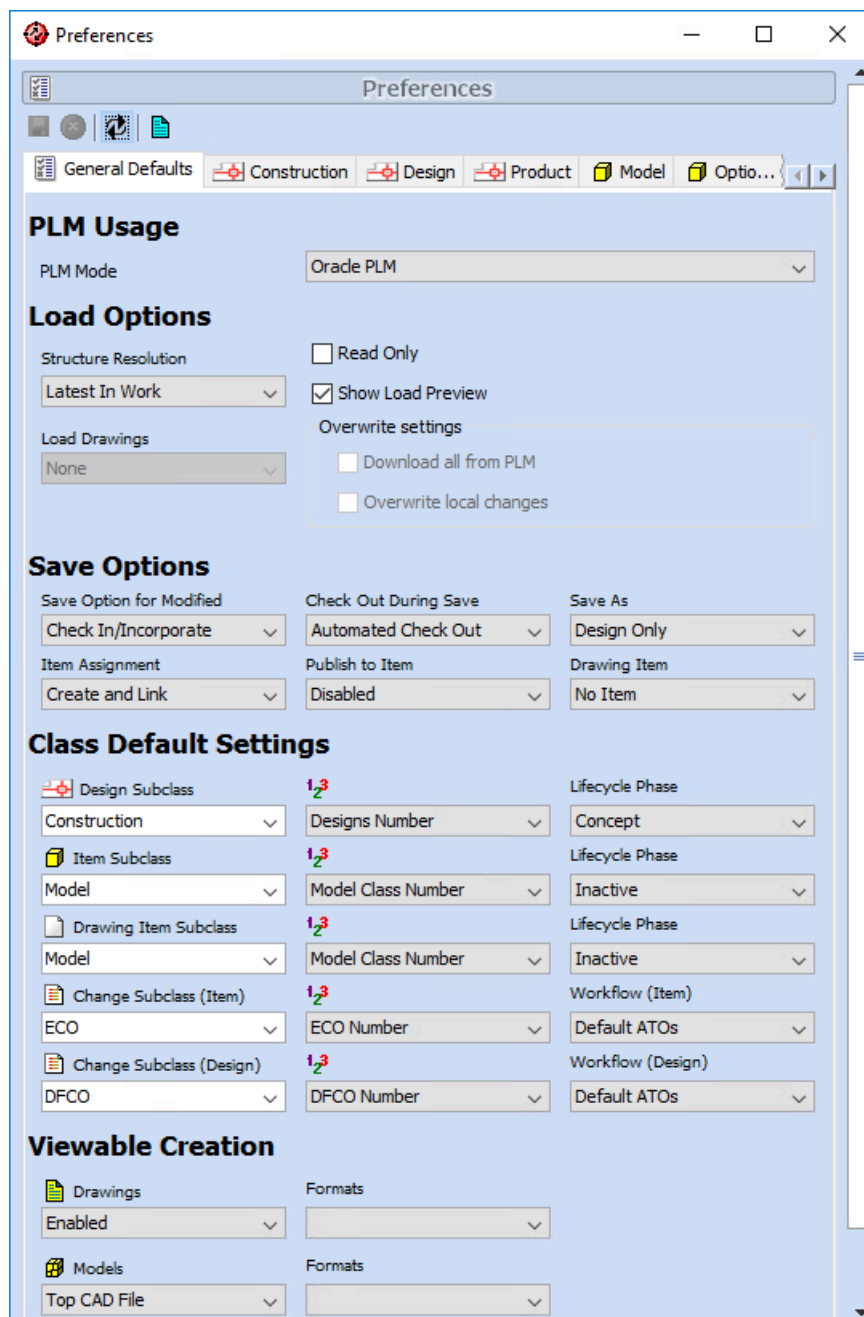 Preferences
Preferences
General Defaults Construction Design Product Model Optio...
PLM Usage
PLM Mode Oracle PLM
Load Options
Structure Resolution Read Only
Latest In Work Show Load Preview
Load Drawings Overwrite settings
None Download all from PLM
Overwrite local changes
Save Options
Save Option for Modified Check Out During Save Save As
Check In/Incorporate Automated Check Out Design Only
Item Assignment Publish to Item Drawing Item
Create and Link Disabled No Item
Class Default Settings
Design Subclass 123 Lifecycle Phase
Construction Designs Number Concept
Item Subclass 123 Lifecycle Phase
Model Model Class Number Inactive
Drawing Item Subclass 123 Lifecycle Phase
Model Model Class Number Inactive
Change Subclass (Item) 123 Workflow (Item)
ECO ECO Number Default ATOs
Change Subclass (Design) 123 Workflow (Design)
DFCO DFCO Number Default ATOs
Viewable Creation
Drawings Formats
Enabled
Models Formats
Top CAD File